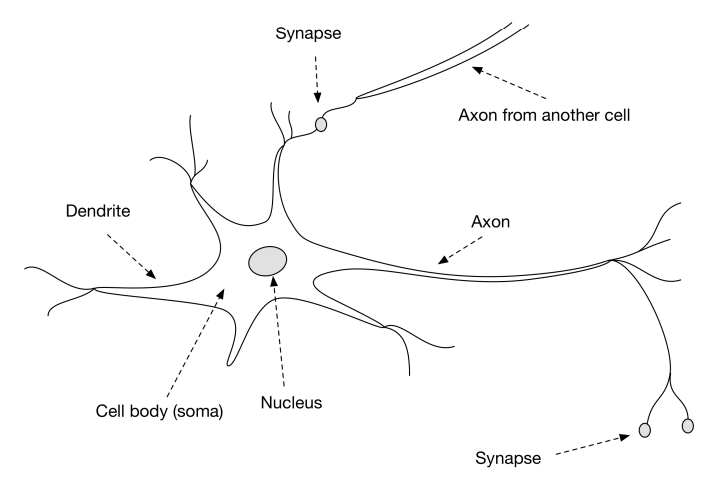 Synapse
Axon from another cell
Dendrite
Axon
Cell body (soma)
Nucleus
Synapse